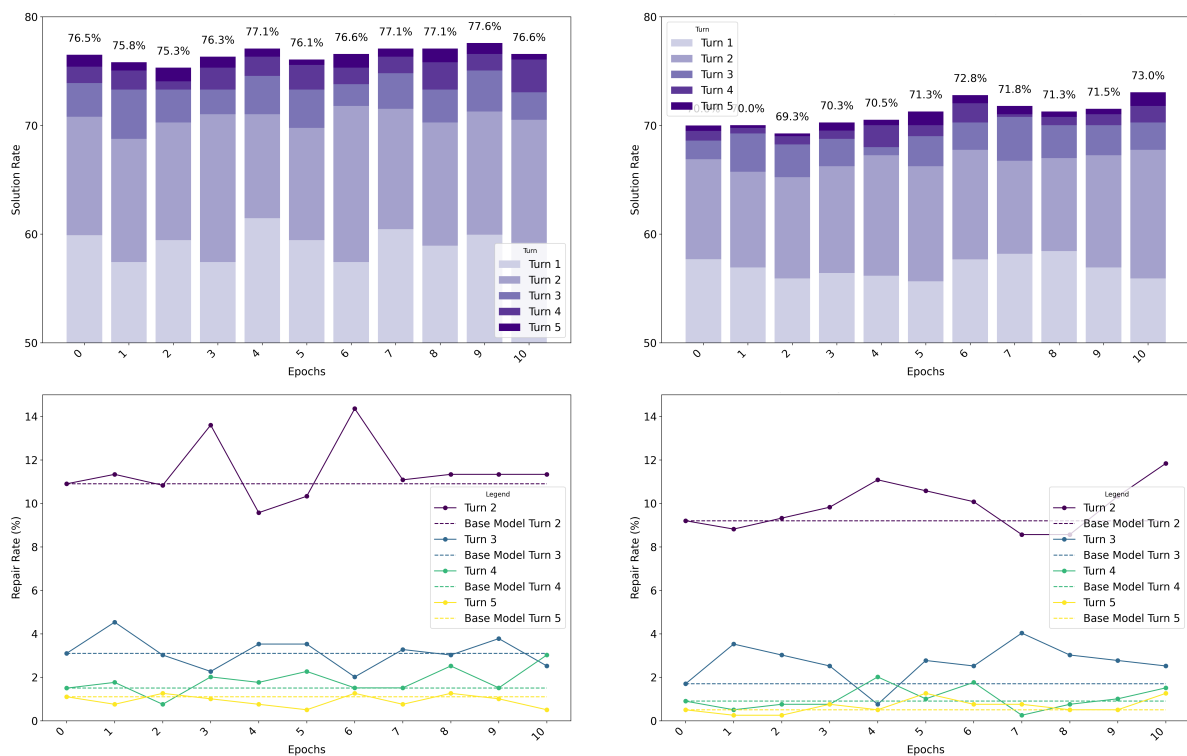 80
70
60
50
Solution Rate
76.5%
75.8%
75.3%
76.3%
77.1%
76.1%
76.6%
77.1%
77.1%
77.6%
76.6%
Turn
Turn 1
Turn 2
Turn 3
Turn 4
Turn 5
0 1 2 3 4 5 6 7 8 9 10
Epochs
80
70
60
50
Solution Rate
Turn
Turn 1
Turn 2
Turn 3
Turn 4
Turn 5
70.0%
69.3%
70.3%
70.5%
71.3%
72.8%
71.8%
71.3%
71.5%
73.0%
0 1 2 3 4 5 6 7 8 9 10
Epochs
14
12
10
8
6
4
2
0
Repair Rate (%)
Legend
Turn 2
Base Model Turn 2
Turn 3
Base Model Turn 3
Turn 4
Base Model Turn 4
Turn 5
Base Model Turn 5
0 1 2 3 4 5 6 7 8 9 10
Epochs
14
12
10
8
6
4
2
0
Repair Rate (%)
Legend
Turn 2
Base Model Turn 2
Turn 3
Base Model Turn 3
Turn 4
Base Model Turn 4
Turn 5
Base Model Turn 5
0 1 2 3 4 5 6 7 8 9 10
Epochs